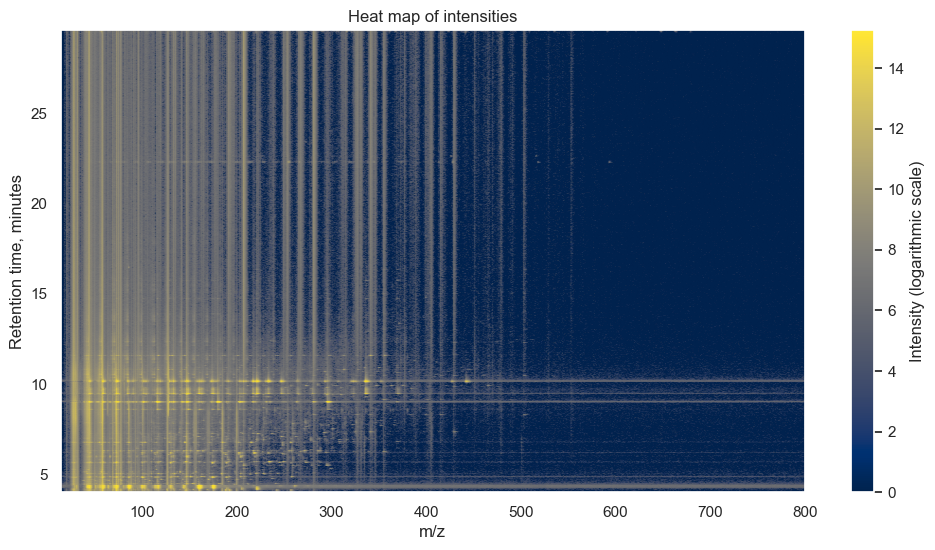 Heat map of intensities
25
20
15
10
5
Retention time, minutes
100 200 300 400 500 600 700 800
m/z
14
12
10
8
6
4
2
0
Intensity (logarithmic scale)